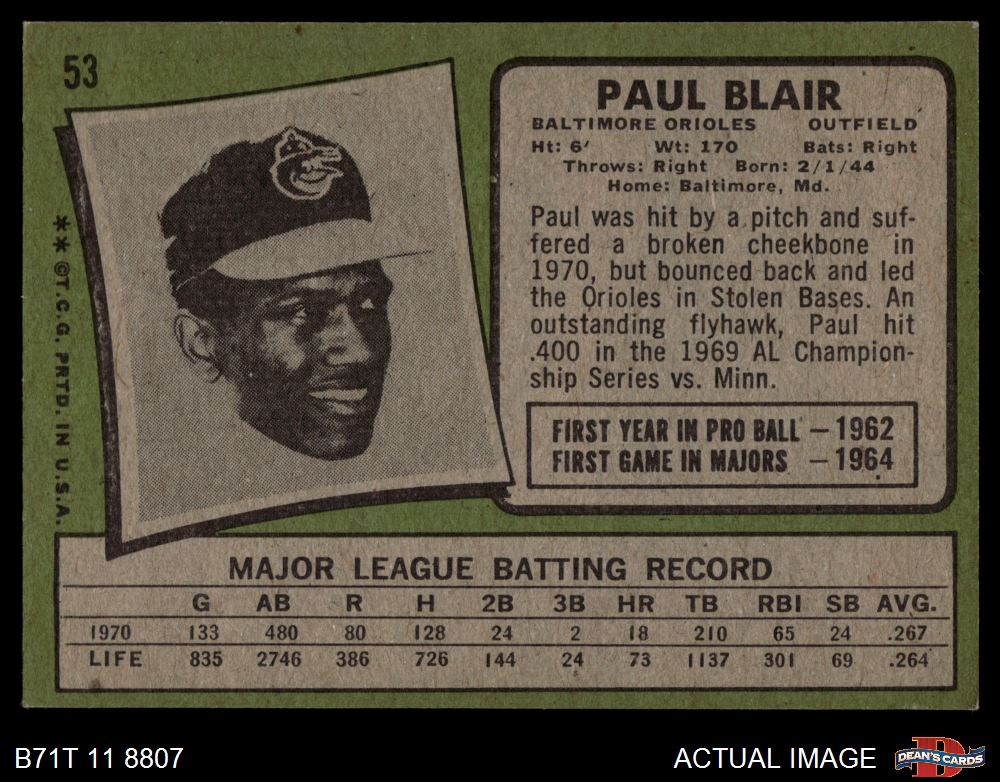 53
PAUL BLAIR
BALTIMORE ORIOLES OUTFIELD
Ht: 6' Wt: 170 Bats: Right
Throws: Right Born: 2/1/44
Home: Baltimore, Md.
Paul was hit by a pitch and suf-
fered a broken cheekbone in
1970, but bounced back and led
the Orioles in Stolen Bases. An
outstanding flyhawk, Paul hit
.400 in the 1969 AL Champion-
ship Series vs. Minn.
FIRST YEAR IN PRO BALL – 1962
FIRST GAME IN MAJORS – 1964
** © T.C.G. PRTD. IN U.S.A.
MAJOR LEAGUE BATTING RECORD
G AB R H 2B 3B HR TB RBI SB AVG.
1970 133 480 80 128 24 2 18 210 65 24 .267
LIFE 835 2746 386 726 144 24 73 1137 301 69 .264
B71T 11 8807 ACTUAL IMAGE
D
DEAN'S CARDS